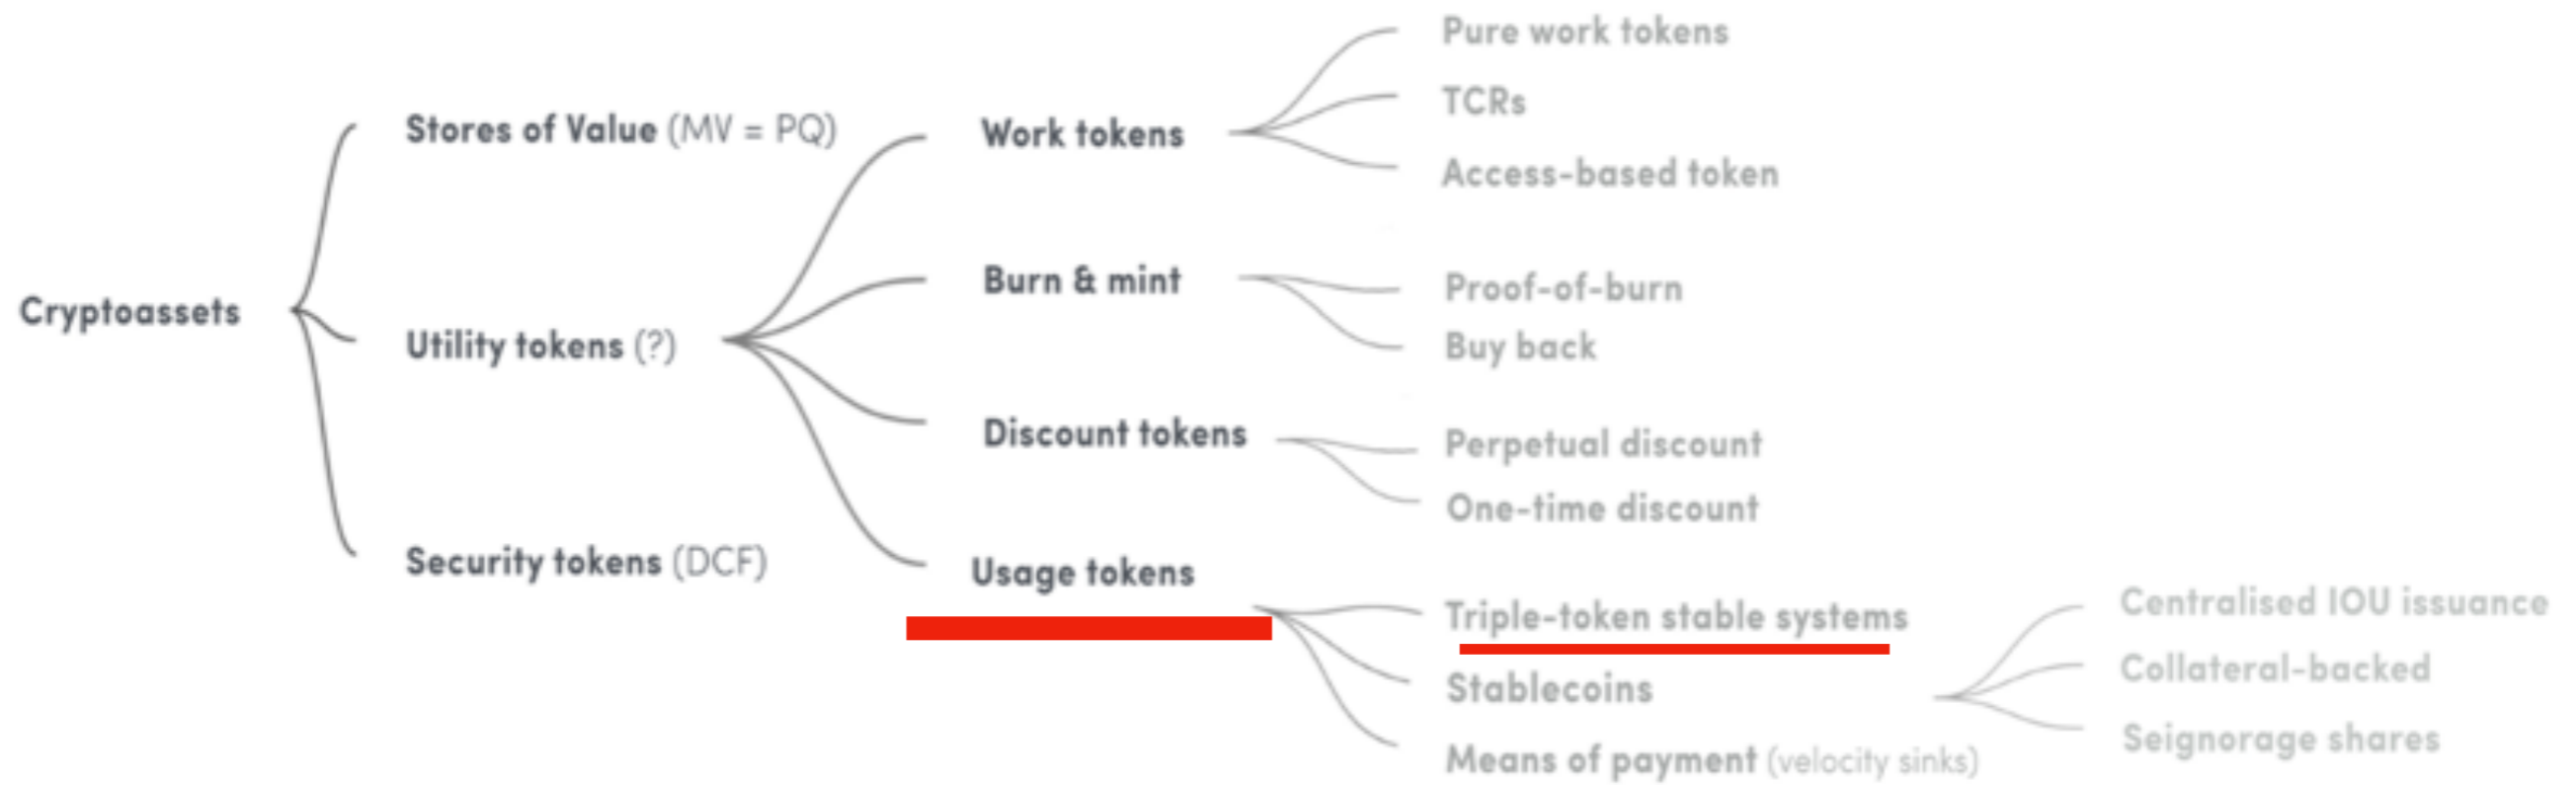 Cryptoassets
Stores of Value (MV = PQ)
Utility tokens (?)
Security tokens (DCF)
Work tokens
Burn & mint
Discount tokens
Usage tokens
Pure work tokens
TCRs
Access-based token
Proof-of-burn
Buy back
Perpetual discount
One-time discount
Triple-token stable systems
Stablecoins
Means of payment (velocity sinks)
Centralised IOU issuance
Collateral-backed
Seignorage shares